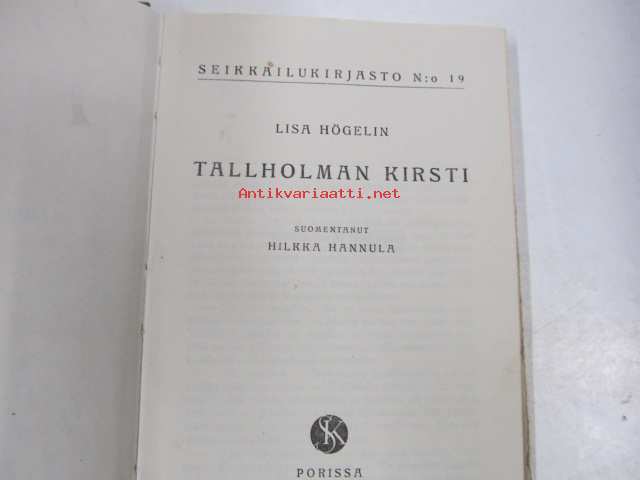 SEIKKAILUKIRJASTO N:o 19
LISA HÖGELIN
TALLHOLMAN KIRSTI
Antikvariaatti.net
SUOMENTANUT
HILKKA HANNULA
SK
PORISSA